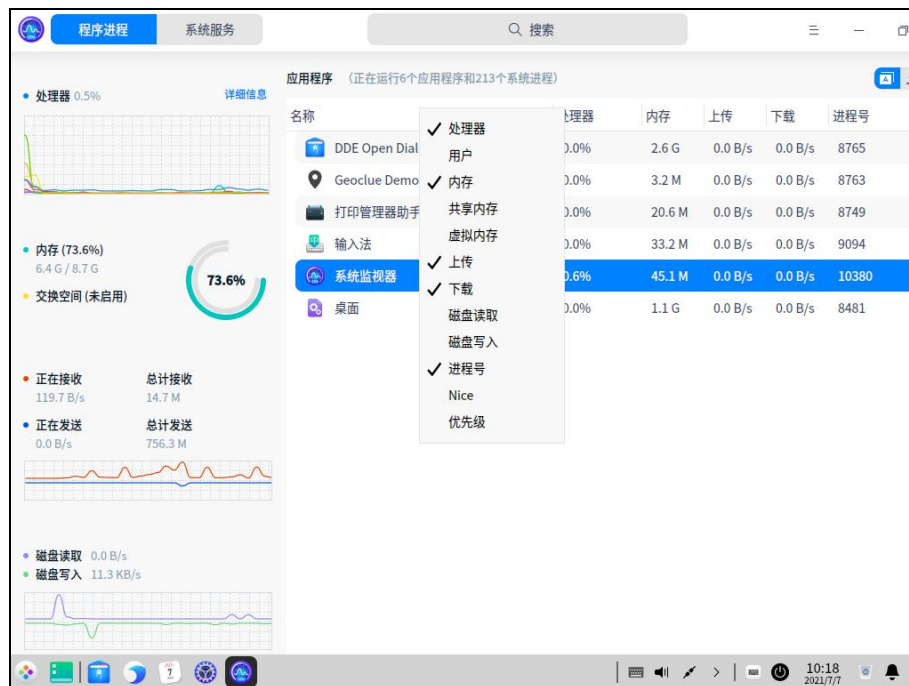 程序进程 系统服务 搜索
处理器 0.5% 详细信息
内存 (73.6%)
6.4 G / 8.7 G
73.6%
交换空间 (未启用)
正在接收 总计接收
119.7 B/s 14.7 M
正在发送 总计发送
0.0 B/s 756.3 M
磁盘读取 0.0 B/s
磁盘写入 11.3 KB/s
应用程序 （正在运行6个应用程序和213个系统进程）
名称 处理器 内存 上传 下载 进程号
DDE Open Dial 0.0% 2.6 G 0.0 B/s 0.0 B/s 8765
Geoclue Demo 0.0% 3.2 M 0.0 B/s 0.0 B/s 8763
打印管理器助手 0.0% 20.6 M 0.0 B/s 0.0 B/s 8749
输入法 0.0% 33.2 M 0.0 B/s 0.0 B/s 9094
系统监视器 0.6% 45.1 M 0.0 B/s 0.0 B/s 10380
桌面 0.0% 1.1 G 0.0 B/s 0.0 B/s 8481
处理器
用户
内存
共享内存
虚拟内存
上传
下载
磁盘读取
磁盘写入
进程号
Nice
优先级
7
10:18
2021/7/7